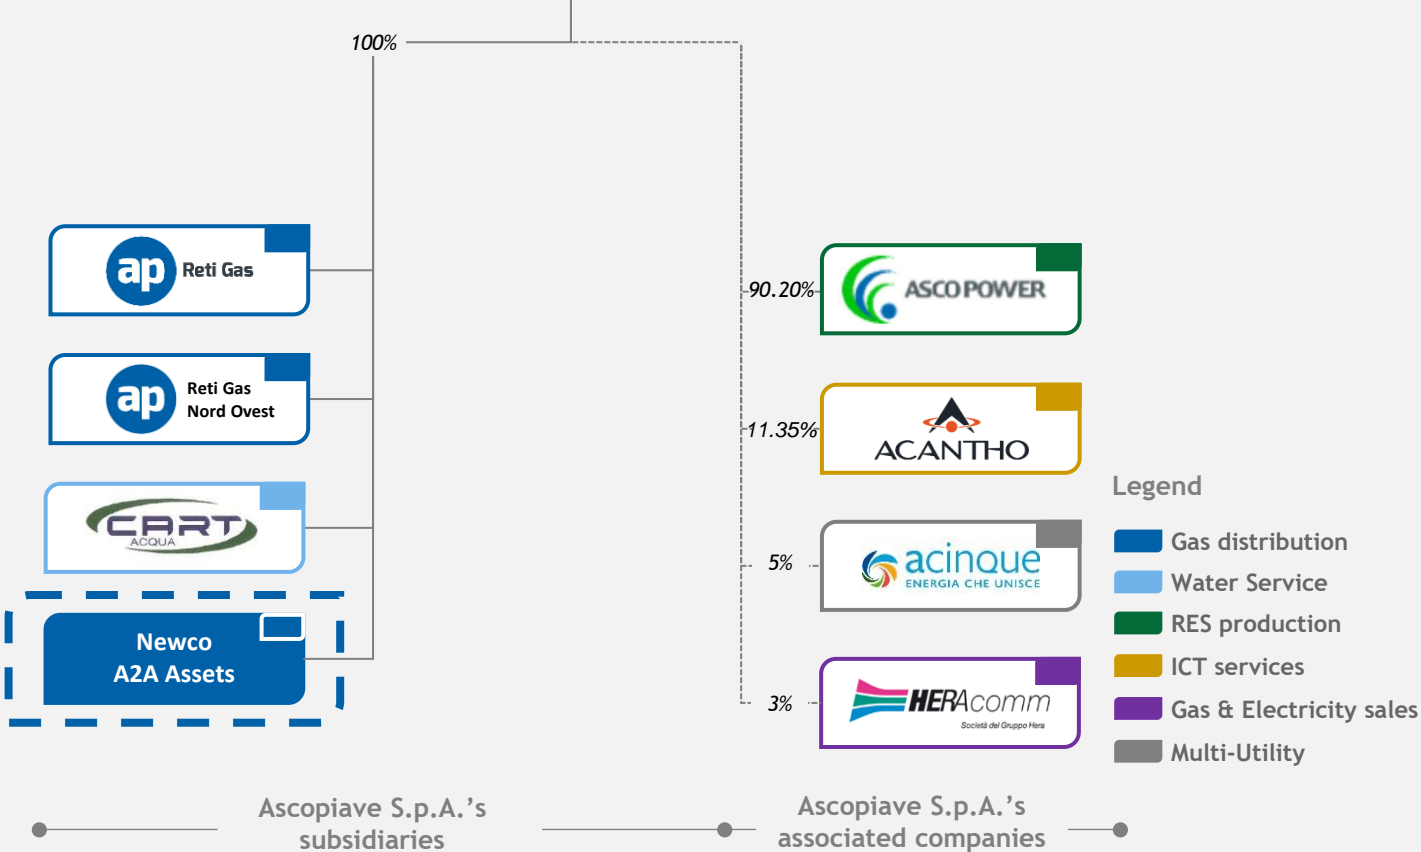 100%
ap Reti Gas
ap Reti Gas
Nord Ovest
CART
ACQUA
Newco
A2A Assets
90.20%
ASCO POWER
11.35%
ACANTHO
5%
acinque
ENERGIA CHE UNISCE
3%
HERAcomm
Società del Gruppo Hera
Legend
Gas distribution
Water Service
RES production
ICT services
Gas & Electricity sales
Multi-Utility
Ascopiave S.p.A.’s
subsidiaries
Ascopiave S.p.A.’s
associated companies